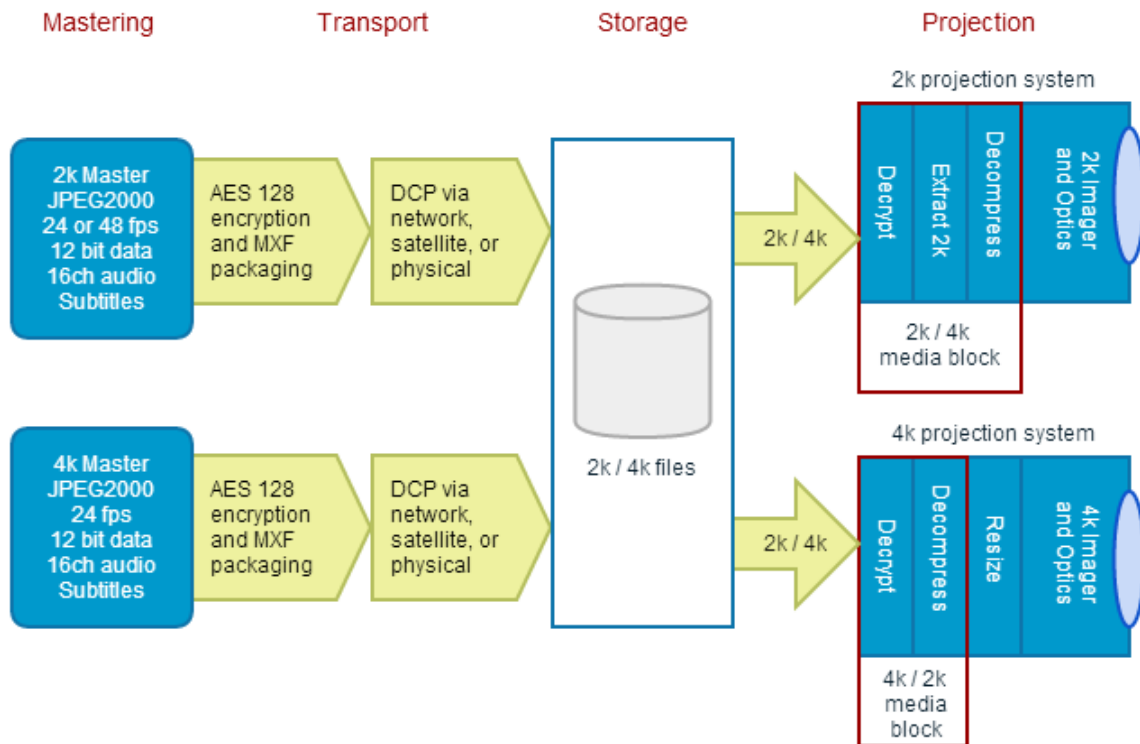 Mastering
Transport
Storage
Projection
2k projection system
2k Master
JPEG2000
24 or 48 fps
12 bit data
16ch audio
Subtitles
AES 128
encryption
and MXF
packaging
DCP via
network,
satellite, or
physical
2k / 4k
Decrypt
Extract 2k
Decompress
2k Imager
and Optics
2k / 4k
media block
2k / 4k files
4k projection system
4k Master
JPEG2000
24 fps
12 bit data
16ch audio
Subtitles
AES 128
encryption
and MXF
packaging
DCP via
network,
satellite, or
physical
2k / 4k
Decrypt
Decompress
Resize
4k Imager
and Optics
4k / 2k
media
block